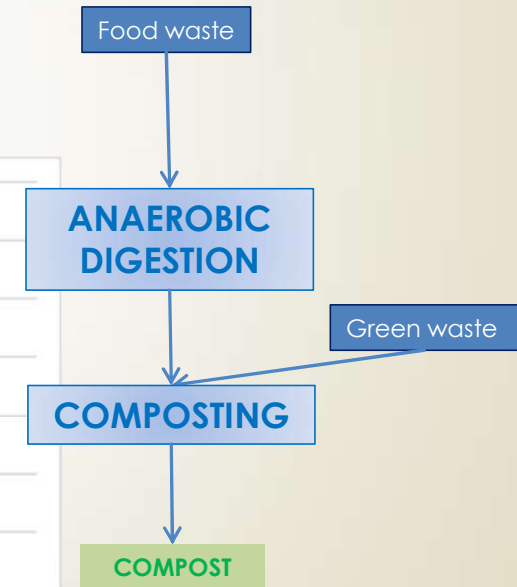 Food waste
ANAEROBIC
DIGESTION
Green waste
COMPOSTING
COMPOST